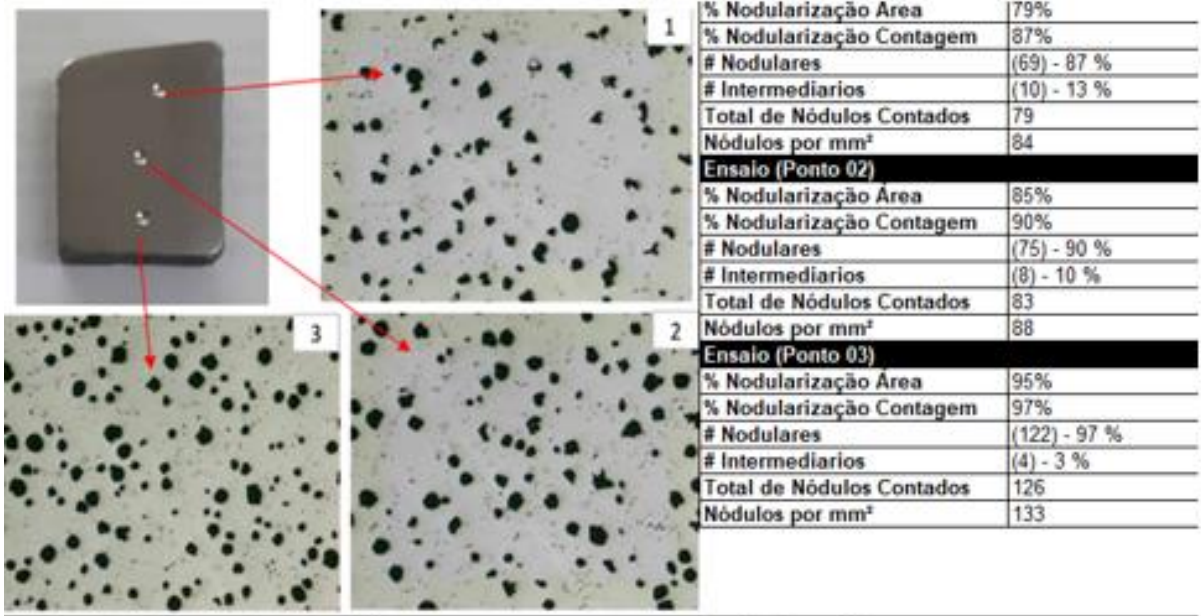 1
3
2
% Nodularização Área 79%
% Nodularização Contagem 87%
# Nodulares (69) - 87 %
# Intermediarios (10) - 13 %
Total de Nódulos Contados 79
Nódulos por mm² 84
Ensaio (Ponto 02)
% Nodularização Área 85%
% Nodularização Contagem 90%
# Nodulares (75) - 90 %
# Intermediarios (8) - 10 %
Total de Nódulos Contados 83
Nódulos por mm² 88
Ensaio (Ponto 03)
% Nodularização Área 95%
% Nodularização Contagem 97%
# Nodulares (122) - 97 %
# Intermediarios (4) - 3 %
Total de Nódulos Contados 126
Nódulos por mm² 133